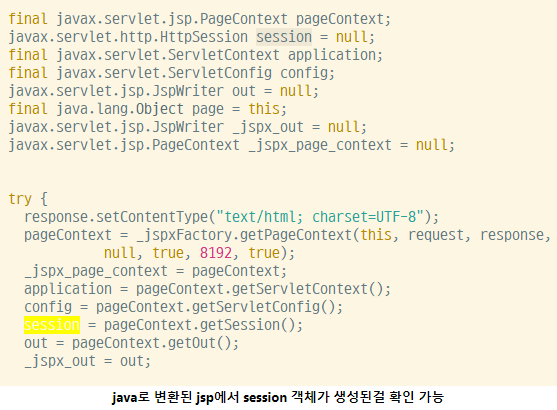 final javax.servlet.jsp.PageContext pageContext;
javax.servlet.http.HttpSession session = null;
final javax.servlet.ServletContext application;
final javax.servlet.ServletConfig config;
javax.servlet.jsp.JspWriter out = null;
final java.lang.Object page = this;
javax.servlet.jsp.JspWriter _jspx_out = null;
javax.servlet.jsp.PageContext _jspx_page_context = null;
try {
response.setContentType("text/html; charset=UTF-8");
pageContext = _jspxFactory.getPageContext(this, request, response,
null, true, 8192, true);
_jspx_page_context = pageContext;
application = pageContext.getServletContext();
config = pageContext.getServletConfig();
session = pageContext.getSession();
out = pageContext.getOut();
_jspx_out = out;
java로 변환된 jsp에서 session 객체가 생성된걸 확인 가능